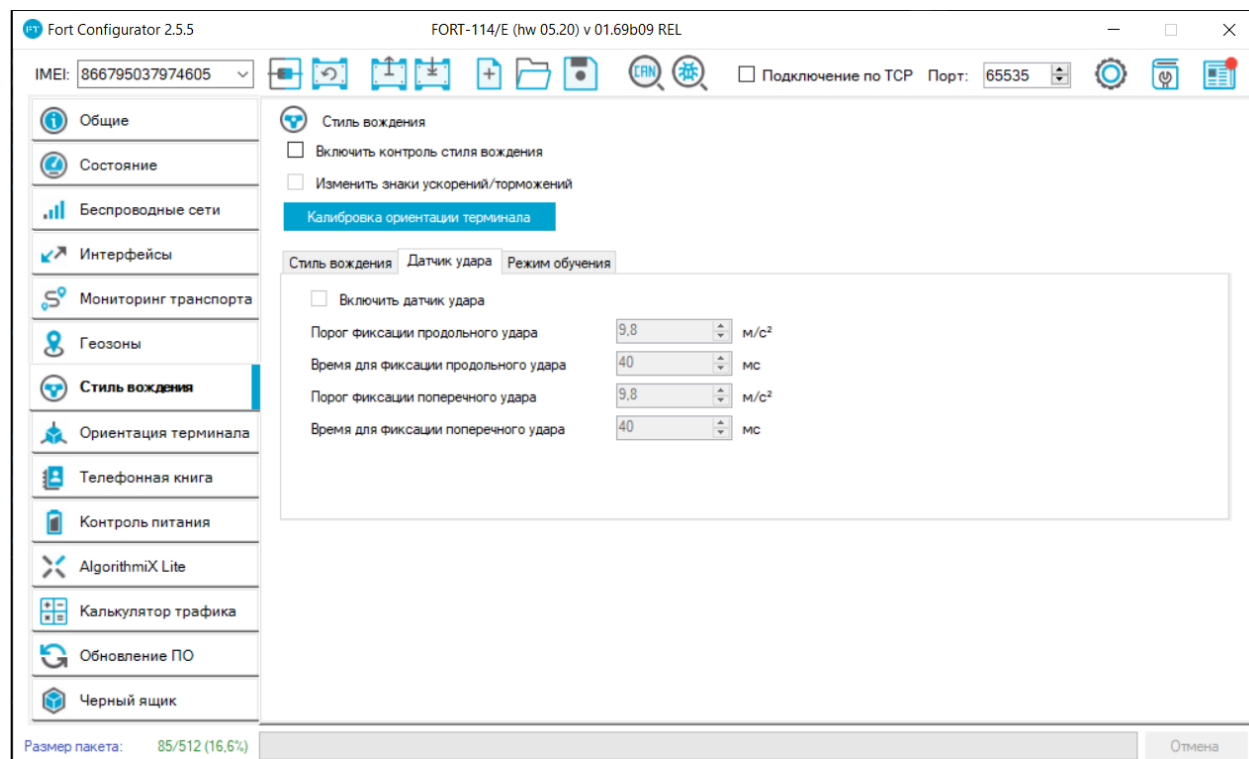 FT Fort Configurator 2.5.5 FORT-114/E (hw 05.20) v 01.69b09 REL
IMEI: 866795037974605 CAN Подключение по TCP Порт: 65535
Общие
Состояние
Беспроводные сети
Интерфейсы
Мониторинг транспорта
Геозоны
Стиль вождения
Ориентация терминала
Телефонная книга
Контроль питания
AlgorithmiX Lite
Калькулятор трафика
Обновление ПО
Черный ящик
Стиль вождения
Включить контроль стиля вождения
Изменить знаки ускорений/торможений
Калибровка ориентации терминала
Стиль вождения Датчик удара Режим обучения
Включить датчик удара
Порог фиксации продольного удара 9,8 м/с²
Время для фиксации продольного удара 40 мс
Порог фиксации поперечного удара 9,8 м/с²
Время для фиксации поперечного удара 40 мс
Размер пакета: 85/512 (16,6%) Отмена